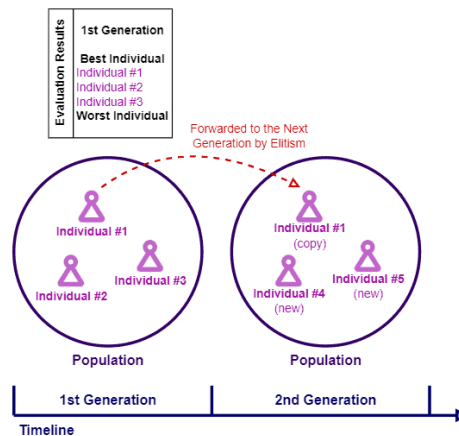 Evaluation Results
1st Generation
Best Individual
Individual #1
Individual #2
Individual #3
Worst Individual
Forwarded to the Next
Generation by Elitism
Individual #1
Individual #2
Individual #3
Population
Individual #1
(copy)
Individual #4
(new)
Individual #5
(new)
Population
1st Generation
2nd Generation
Timeline